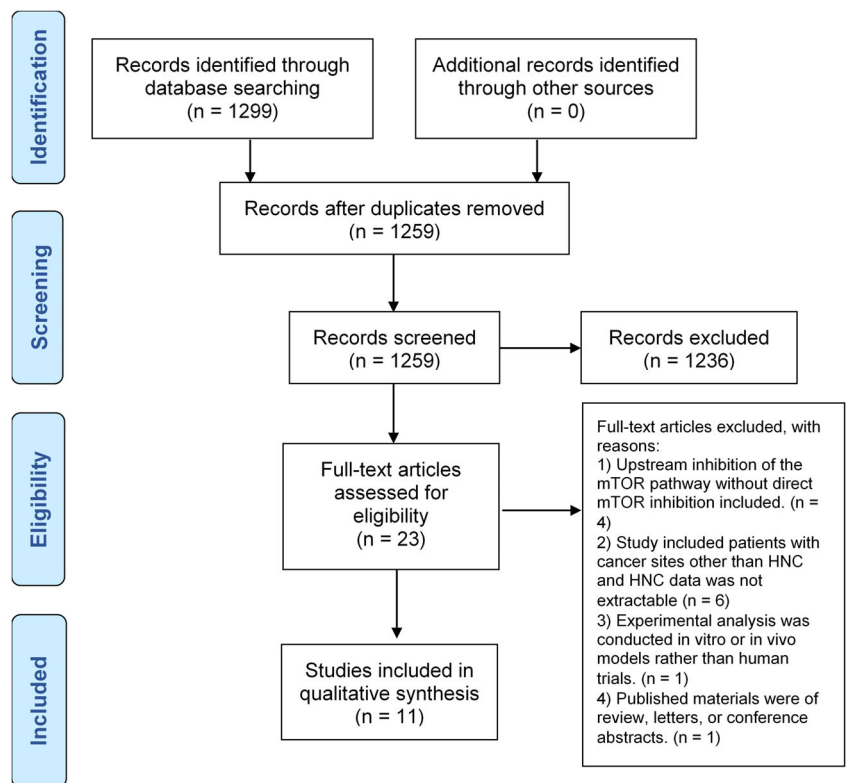 Identification
Records identified through
database searching
(n = 1299)
Additional records identified
through other sources
(n = 0)
Records after duplicates removed
(n = 1259)
Screening
Records screened
(n = 1259)
Records excluded
(n = 1236)
Eligibility
Full-text articles
assessed for
eligibility
(n = 23)
Full-text articles excluded, with
reasons:
1) Upstream inhibition of the
mTOR pathway without direct
mTOR inhibition included. (n =
4)
2) Study included patients with
cancer sites other than HNC
and HNC data was not
extractable (n = 6)
3) Experimental analysis was
conducted in vitro or in vivo
models rather than human
trials. (n = 1)
4) Published materials were of
review, letters, or conference
abstracts. (n = 1)
Included
Studies included in
qualitative synthesis
(n = 11)